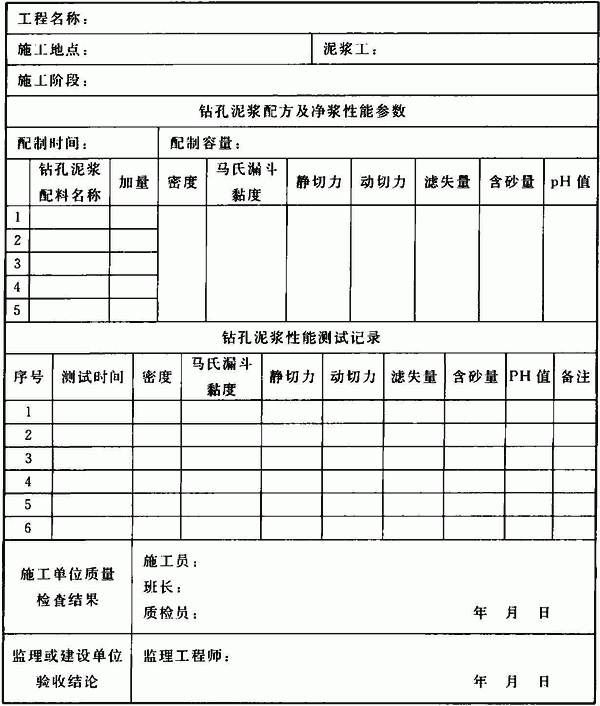 工程名称：
施工地点： 泥浆工：
施工阶段：
钻孔泥浆配方及净浆性能参数
配制时间： 配制容量：
钻孔泥浆配料名称 加量 密度 马氏漏斗黏度 静切力 动切力 滤失量 含砂量 pH 值
1
2
3
4
5
钻孔泥浆性能测试记录
序号 测试时间 密度 马氏漏斗黏度 静切力 动切力 滤失量 含砂量 PH 值 备注
1
2
3
4
5
6
施工单位质量检查结果
施工员：
班长：
质检员： 年 月 日
监理或建设单位验收结论
监理工程师：
年 月 日